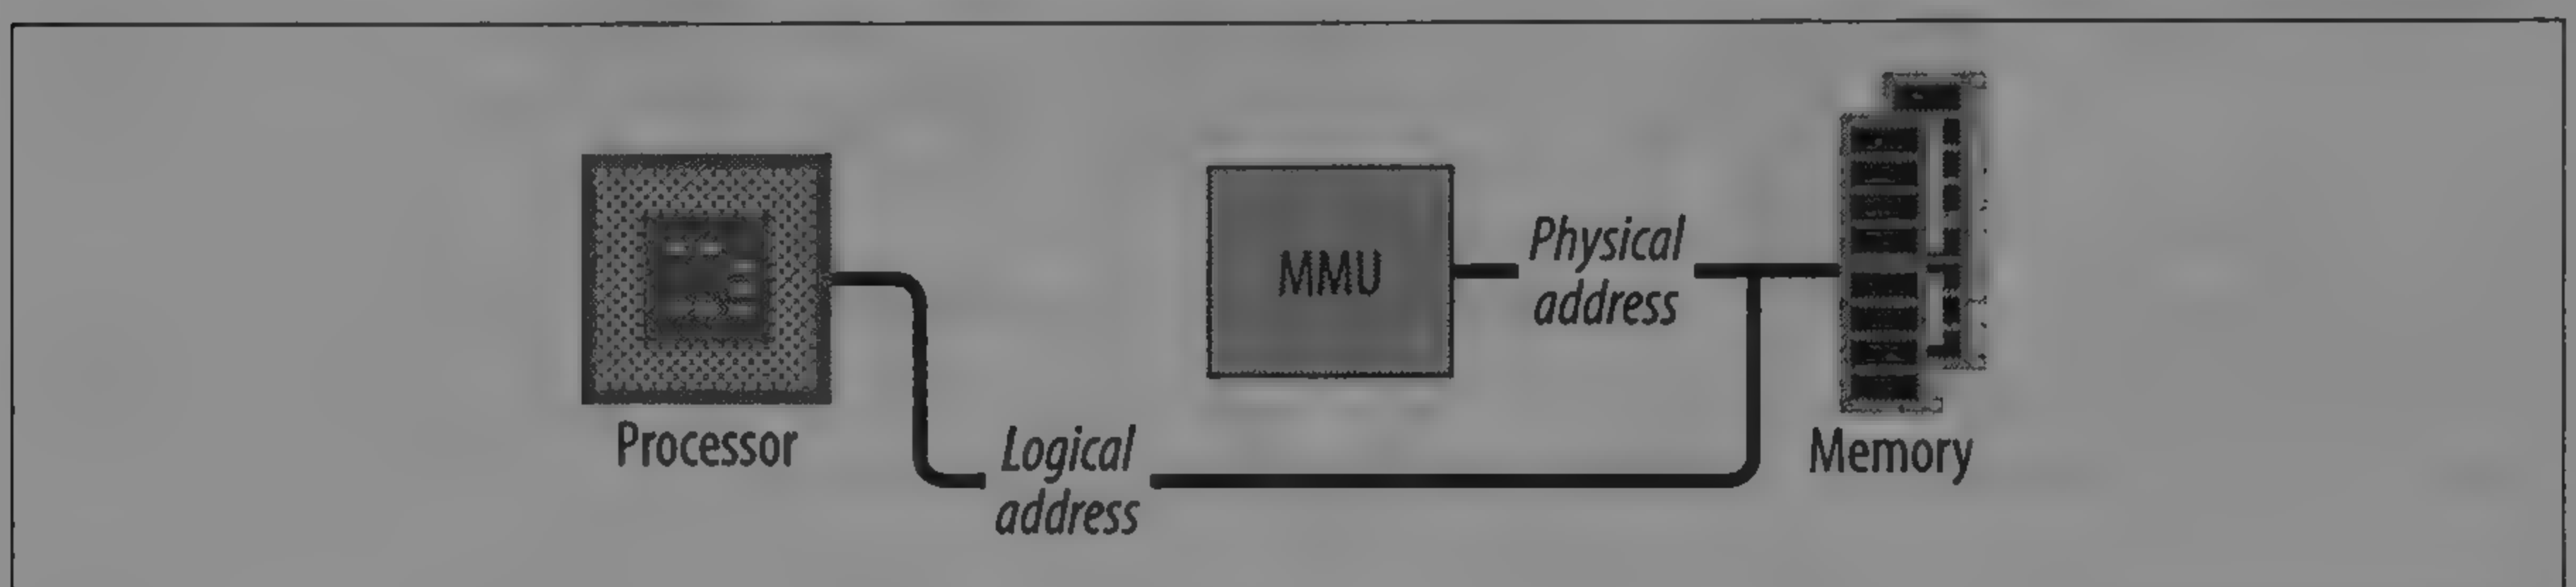 Processor
Logical
address
MMU
Physical
address
Memory